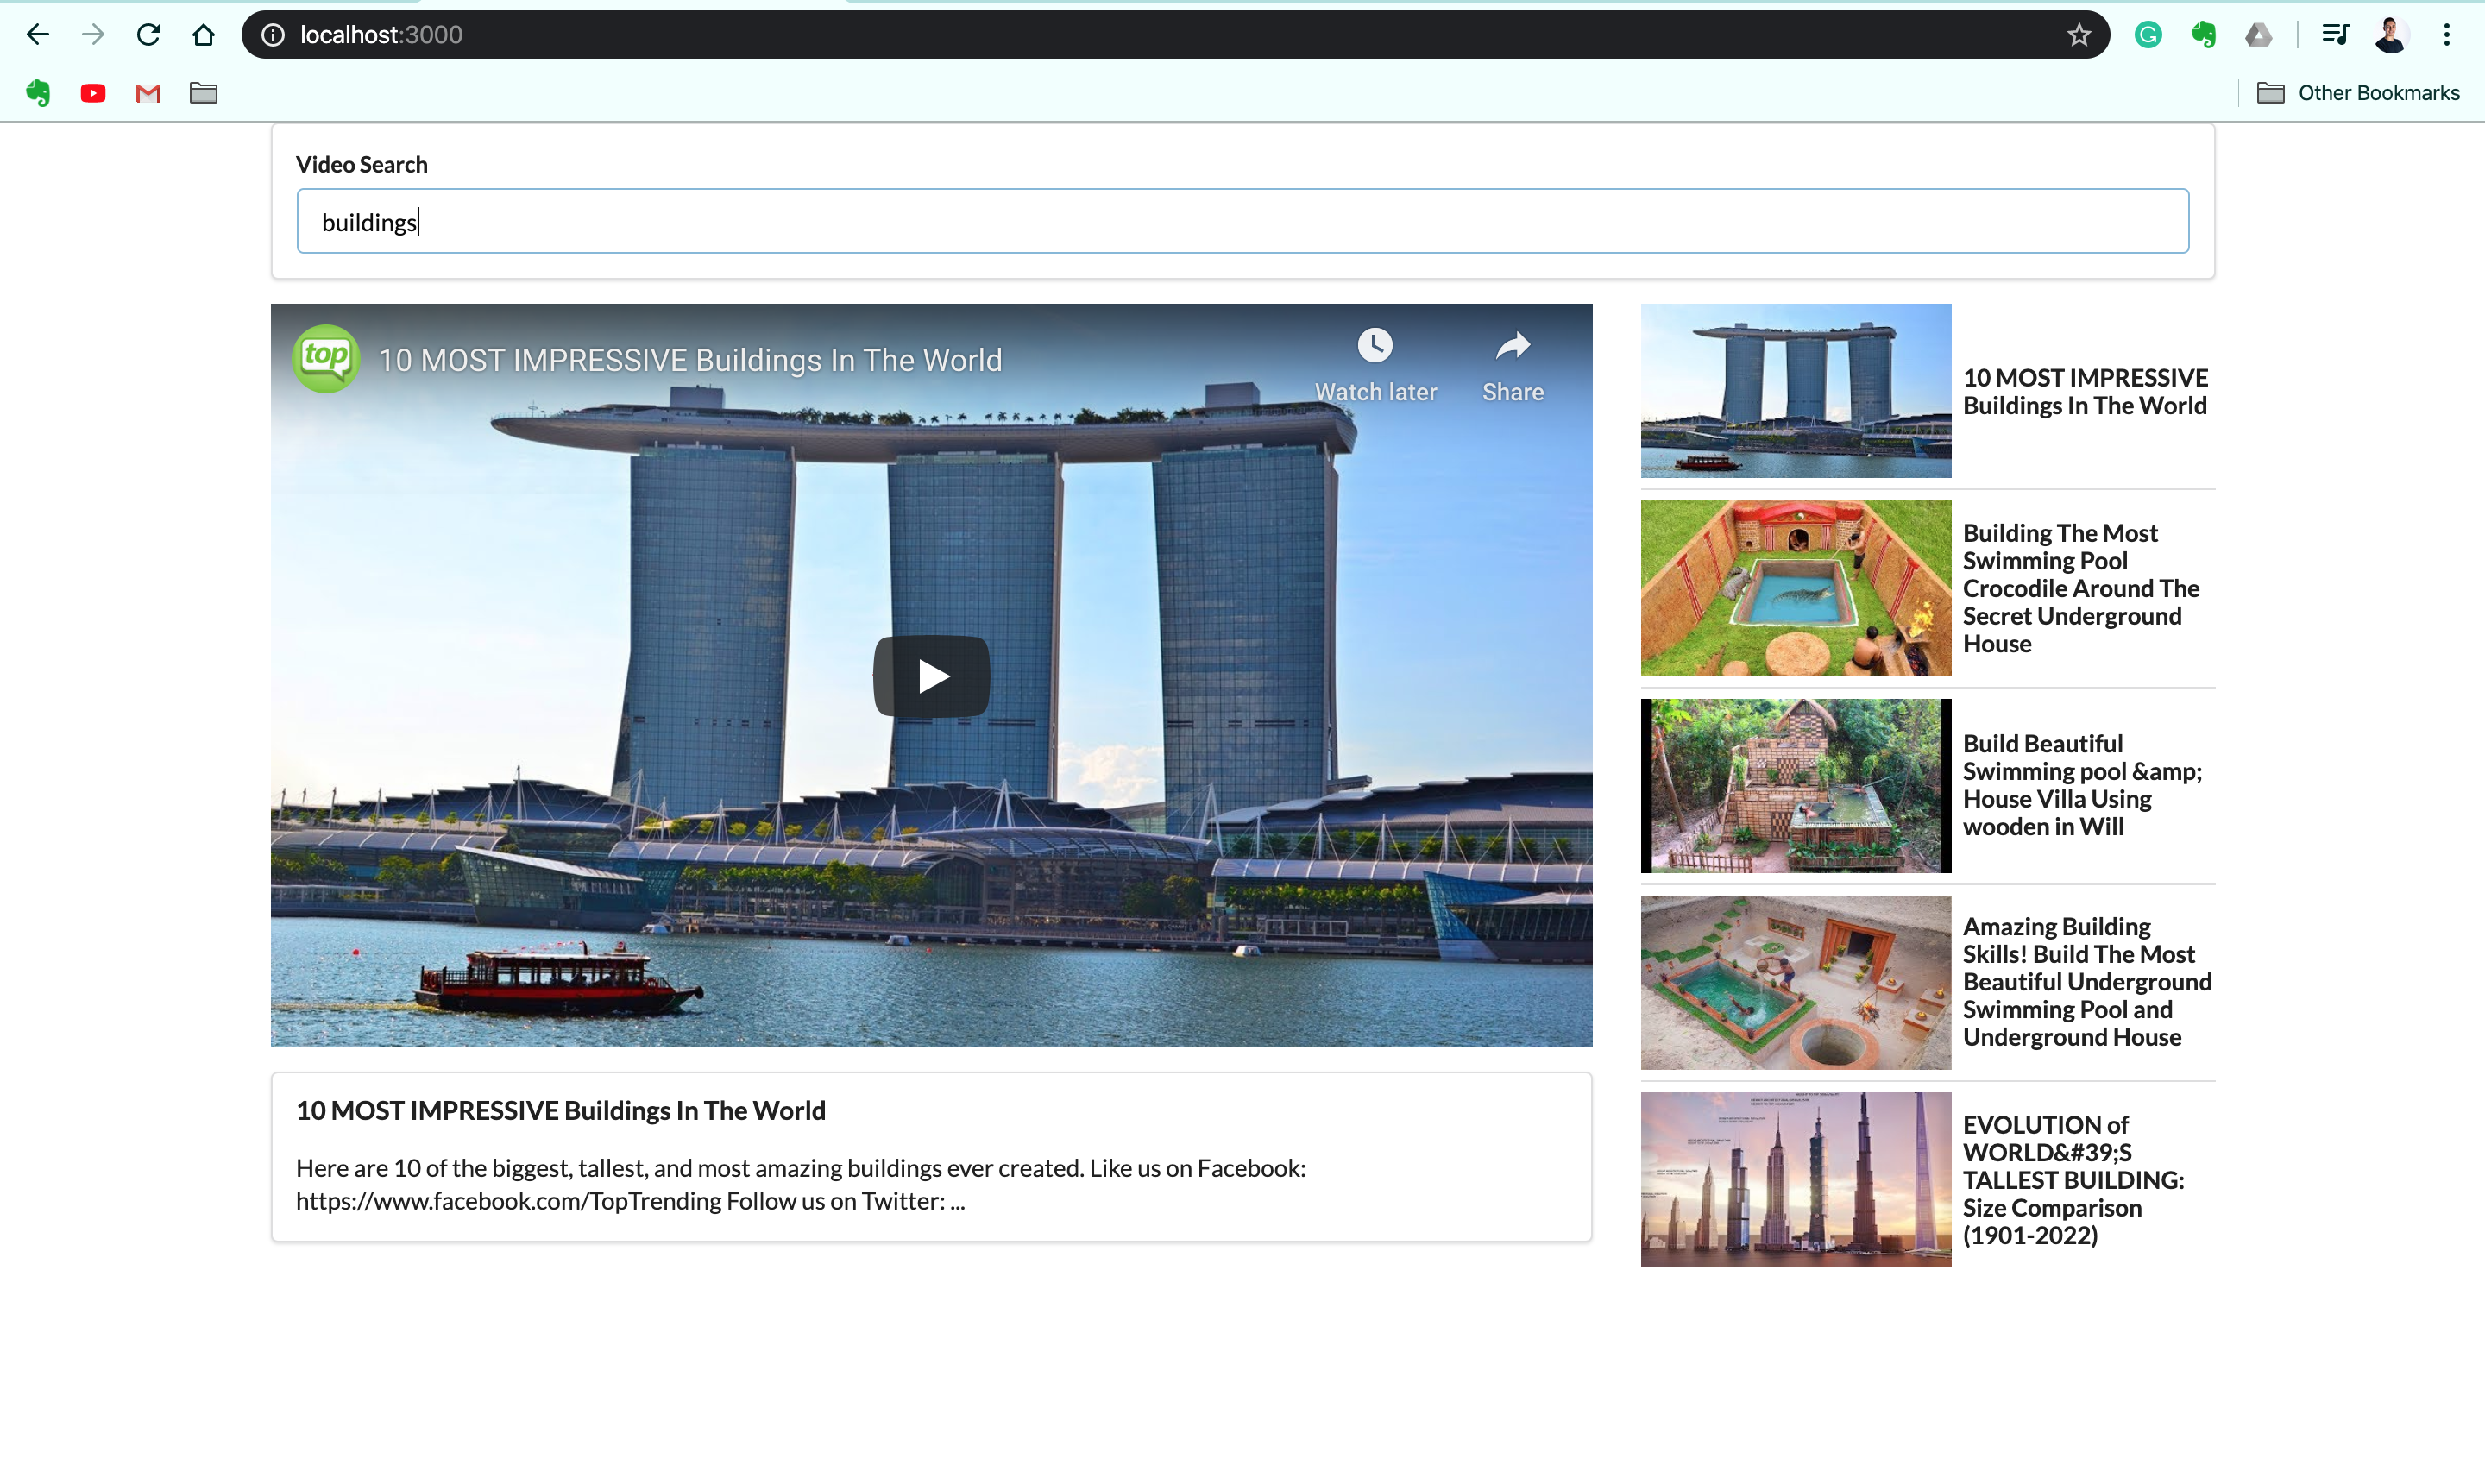 localhost:3000
Other Bookmarks
Video Search
buildings
top
10 MOST IMPRESSIVE Buildings In The World
Watch later
Share
10 MOST IMPRESSIVE Buildings In The World
Here are 10 of the biggest, tallest, and most amazing buildings ever created. Like us on Facebook:
https://www.facebook.com/TopTrending Follow us on Twitter: ...
10 MOST IMPRESSIVE
Buildings In The World
Building The Most
Swimming Pool
Crocodile Around The
Secret Underground
House
Build Beautiful
Swimming pool &amp;
House Villa Using
wooden in Will
Amazing Building
Skills! Build The Most
Beautiful Underground
Swimming Pool and
Underground House
EVOLUTION of
WORLD&#39;S
TALLEST BUILDING:
Size Comparison
(1901-2022)